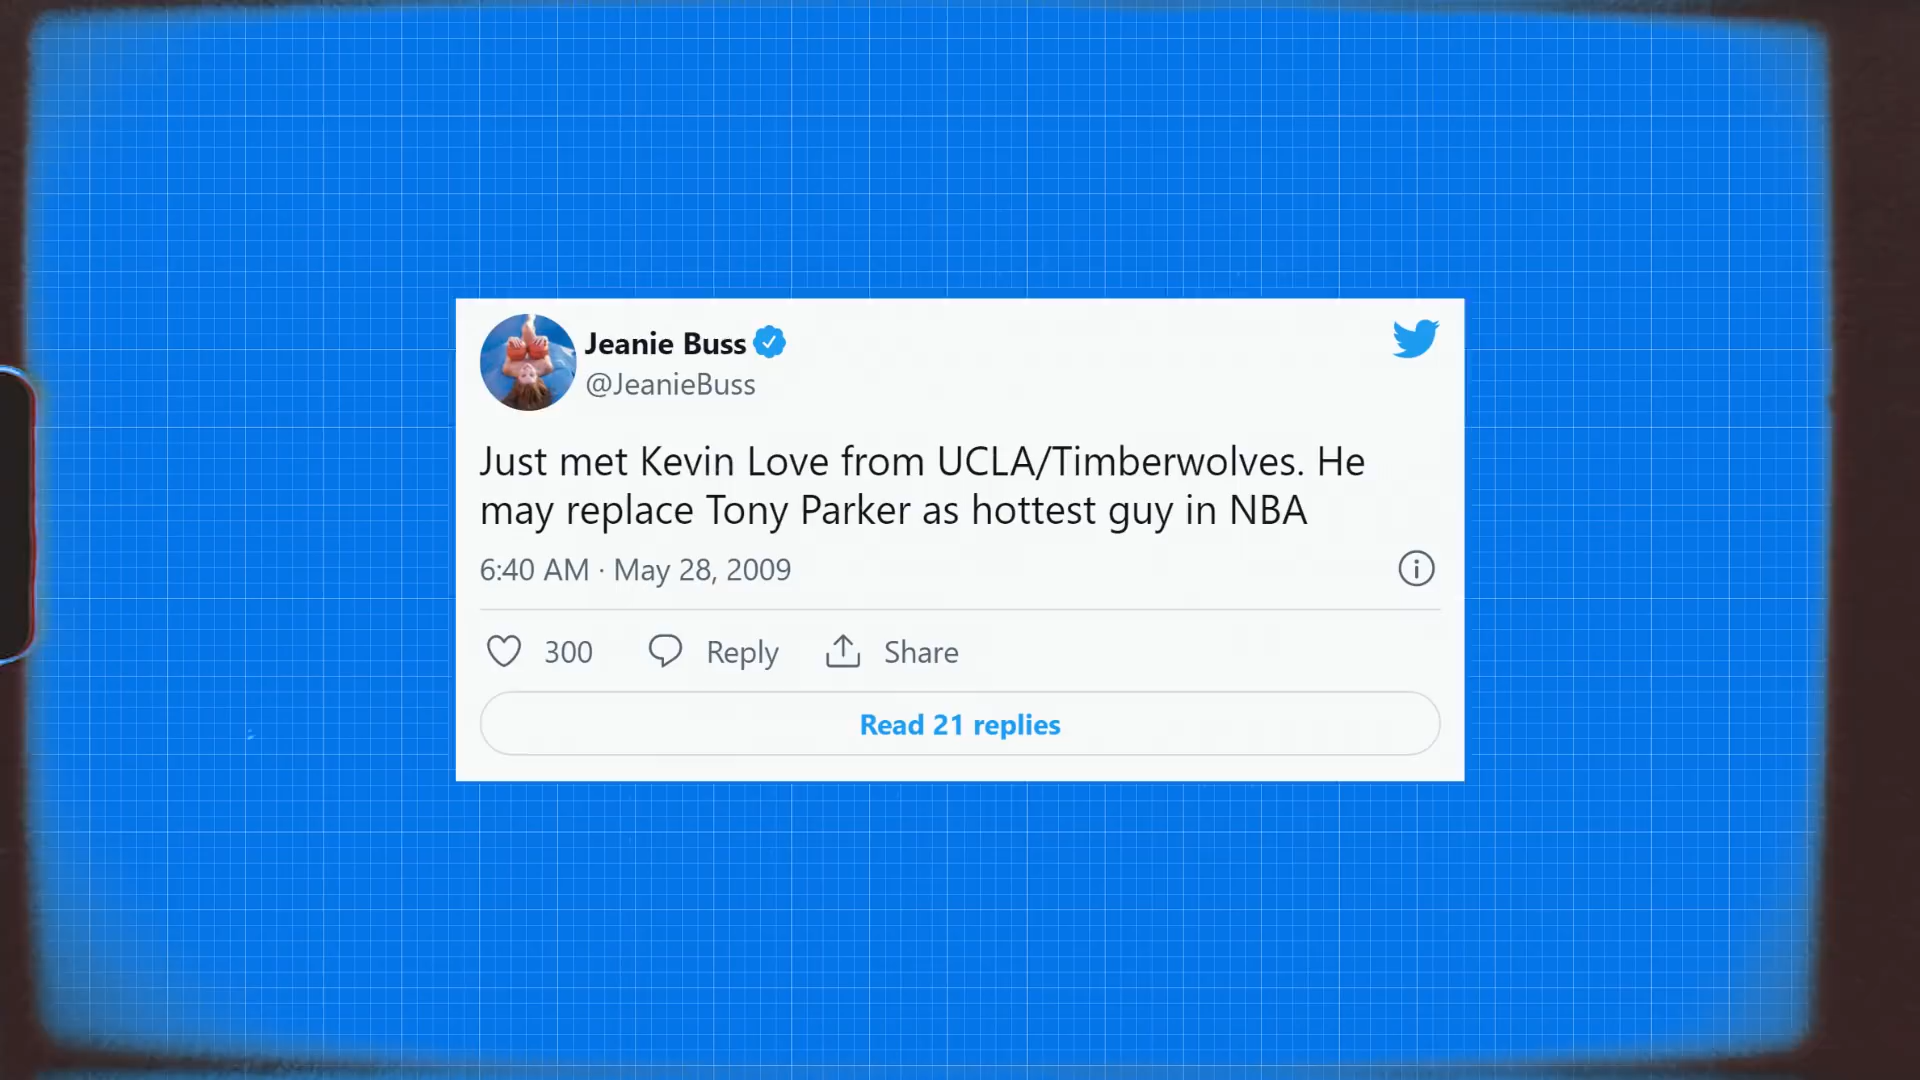 Jeanie Buss
@JeanieBuss
Just met Kevin Love from UCLA/Timberwolves. He
may replace Tony Parker as hottest guy in NBA
6:40 AM · May 28, 2009
300 Reply Share
Read 21 replies